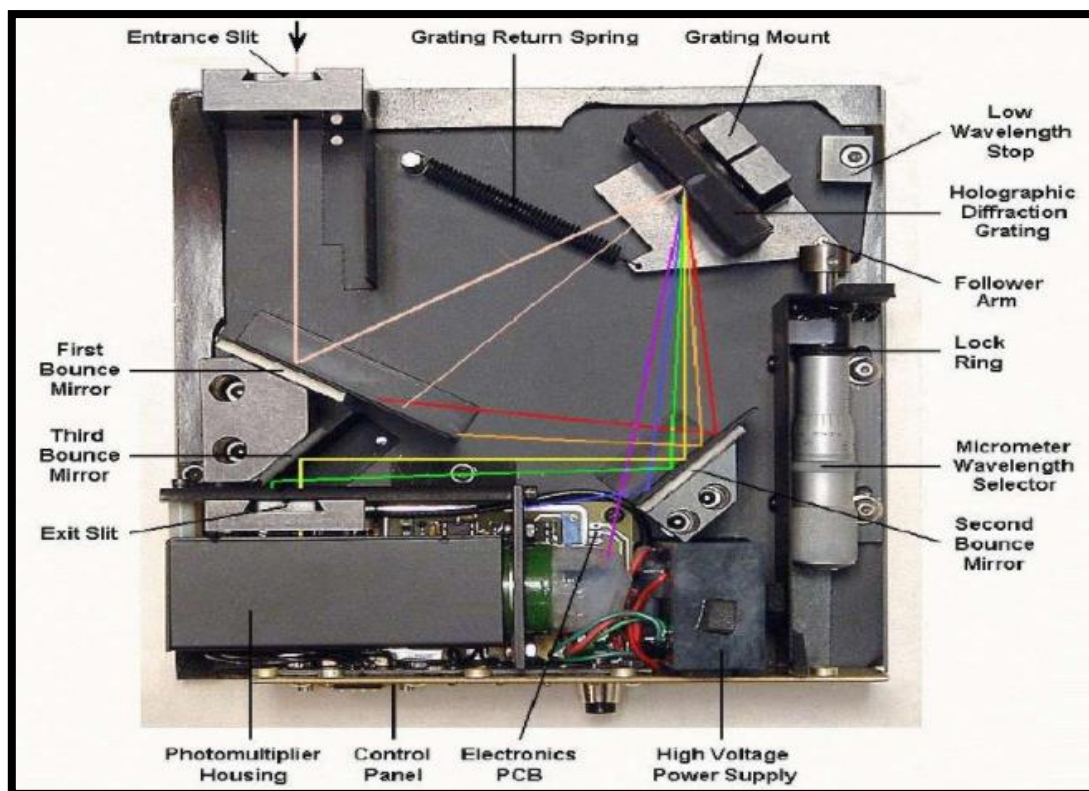 Entrance Slit
Grating Return Spring
Grating Mount
Low
Wavelength
Stop
Holographic
Diffraction
Grating
Follower
Arm
First
Bounce
Mirror
Lock
Ring
Third
Bounce
Mirror
Micrometer
Wavelength
Selector
Exit Slit
Second
Bounce
Mirror
Photomultiplier
Housing
Control
Panel
Electronics
PCB
High Voltage
Power Supply